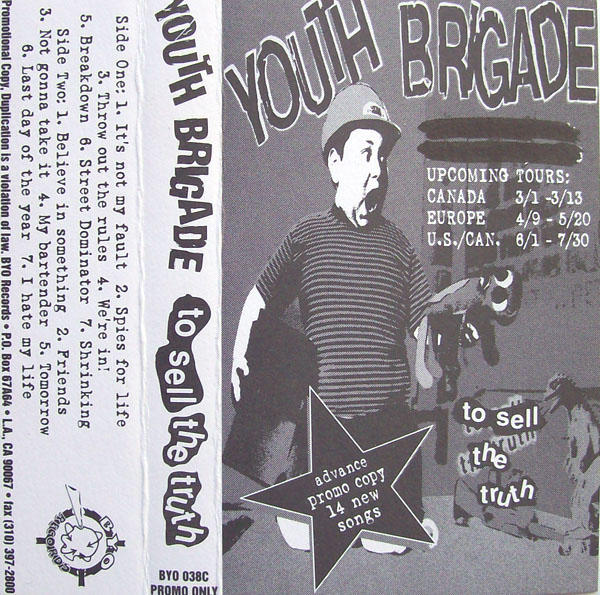 YOUTH BRIGADE
UPCOMING TOURS:
CANADA 3/1 -3/13
EUROPE 4/9 - 5/20
U.S./CAN. 6/1 - 7/30
to sell
the
truth
advance
promo copy
14 new
songs
YOUTH BRIGADE to sell the truth
BYO 038C
PROMO ONLY
Side One: 1. It's not my fault 2. Spies for life
3. Throw out the rules 4. We're in!
5. Breakdown 6. Street Dominator 7. Shrinking
Side Two: 1. Believe in something 2. Friends
3. Not gonna take it 4. My bartender 5. Tomorrow
6. Last day of the year 7. I hate my life
Promotional Copy, Duplication is a violation of law. BYO Records • P.O. Box 67A64 • L.A., CA 90067 • fax (310) 397-2800
BYO
RECORDS